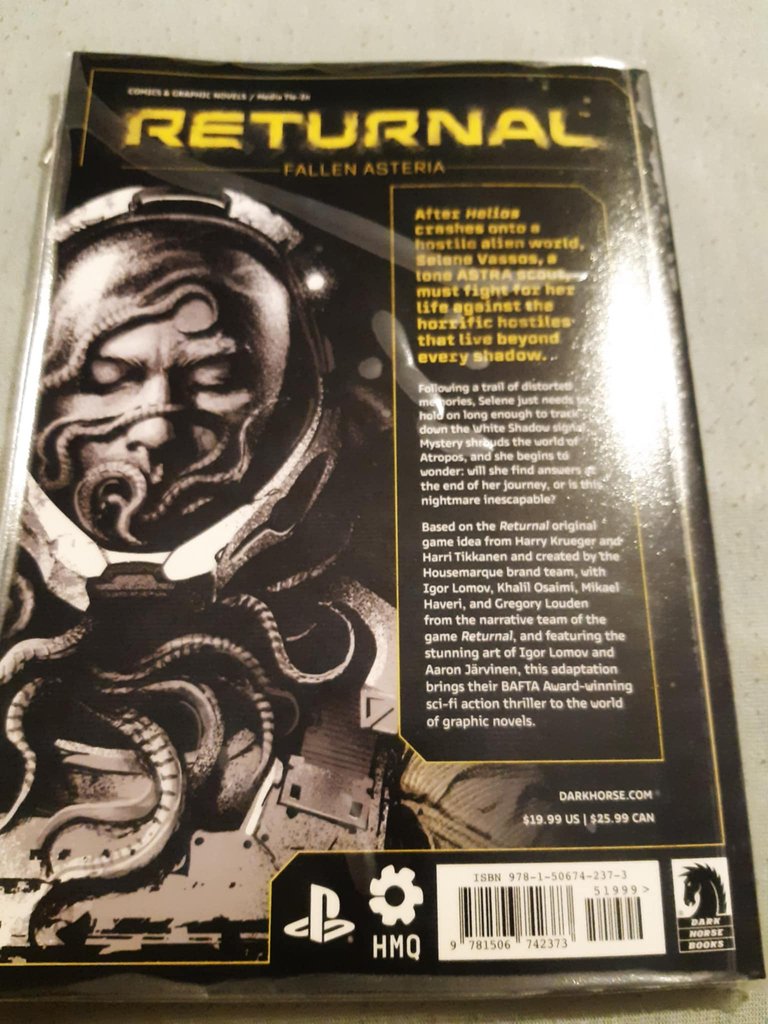 COMICS & GRAPHIC NOVELS / Media Tie-In
RETURNAL
FALLEN ASTERIA
After Helios
crashes onto a
hostile alien world,
Selene Vassos, a
lone ASTRA scout,
must fight for her
life against the
horrific hostiles
that live beyond
every shadow...
Following a trail of distorted
memories, Selene just needs to
hold on long enough to track
down the White Shadow signal.
Mystery shrouds the world of
Atropos, and she begins to
wonder: will she find answers at
the end of her journey, or is this
nightmare inescapable?
Based on the Returnal original
game idea from Harry Krueger and
Harri Tikkanen and created by the
Housemarque brand team, with
Igor Lomov, Khalil Osaimi, Mikael
Haveri, and Gregory Louden
from the narrative team of the
game Returnal, and featuring the
stunning art of Igor Lomov and
Aaron Järvinen, this adaptation
brings their BAFTA Award-winning
sci-fi action thriller to the world
of graphic novels.
DARKHORSE.COM
$19.99 US | $25.99 CAN
HMQ
ISBN 978-1-50674-237-3
51999>
9 781506 742373
DARK
HORSE
BOOKS